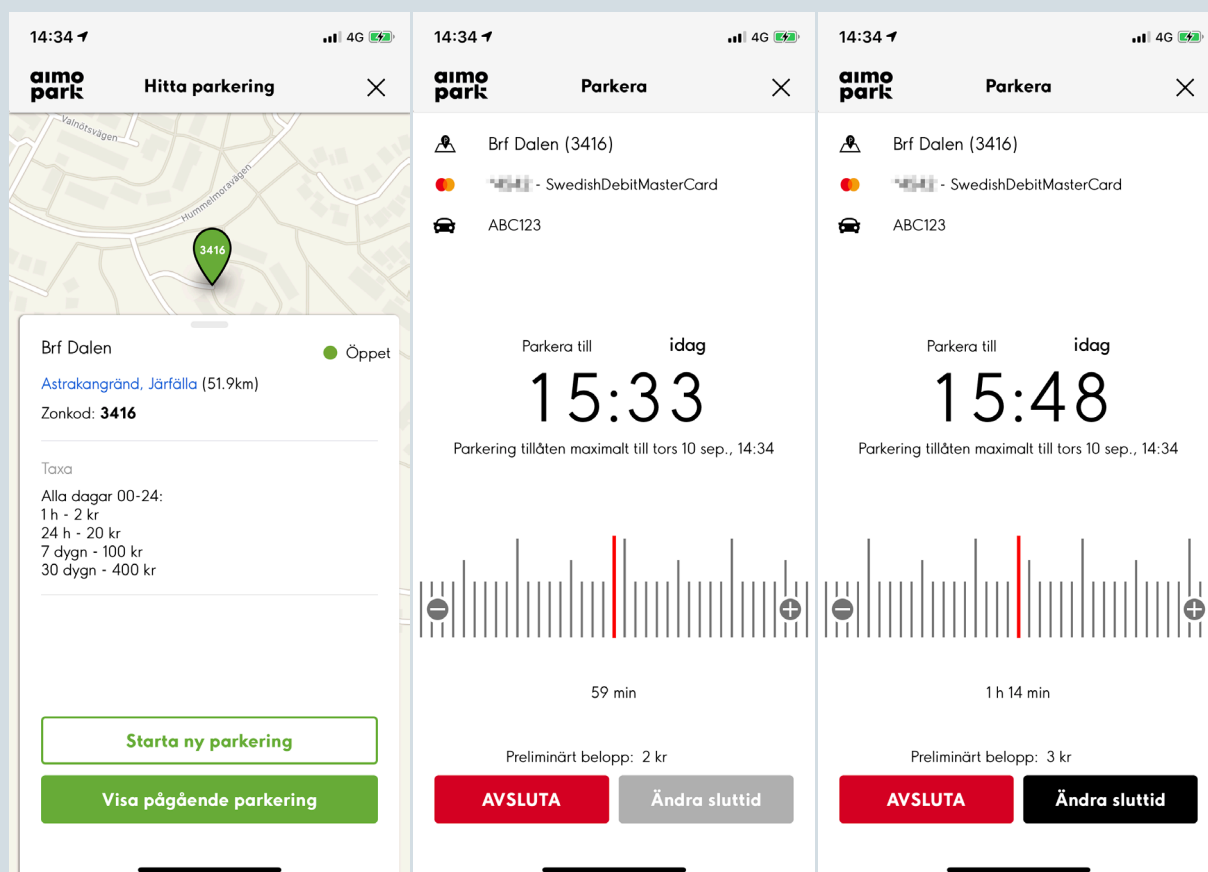 14:34
4G
aimo park
Hitta parkering
Valnötsvägen
Hummelmoravägen
3416
Brf Dalen
Öppet
Astrakangränd, Järfälla (51.9km)
Zonkod: 3416
Taxa
Alla dagar 00-24:
1 h - 2 kr
24 h - 20 kr
7 dygn - 100 kr
30 dygn - 400 kr
Starta ny parkering
Visa pågående parkering
14:34
4G
aimo park
Parkera
Brf Dalen (3416)
- SwedishDebitMasterCard
ABC123
Parkera till idag
15:33
Parkering tillåten maximalt till tors 10 sep., 14:34
59 min
Preliminärt belopp: 2 kr
AVSLUTA
Ändra sluttid
14:34
4G
aimo park
Parkera
Brf Dalen (3416)
- SwedishDebitMasterCard
ABC123
Parkera till idag
15:48
Parkering tillåten maximalt till tors 10 sep., 14:34
1 h 14 min
Preliminärt belopp: 3 kr
AVSLUTA
Ändra sluttid